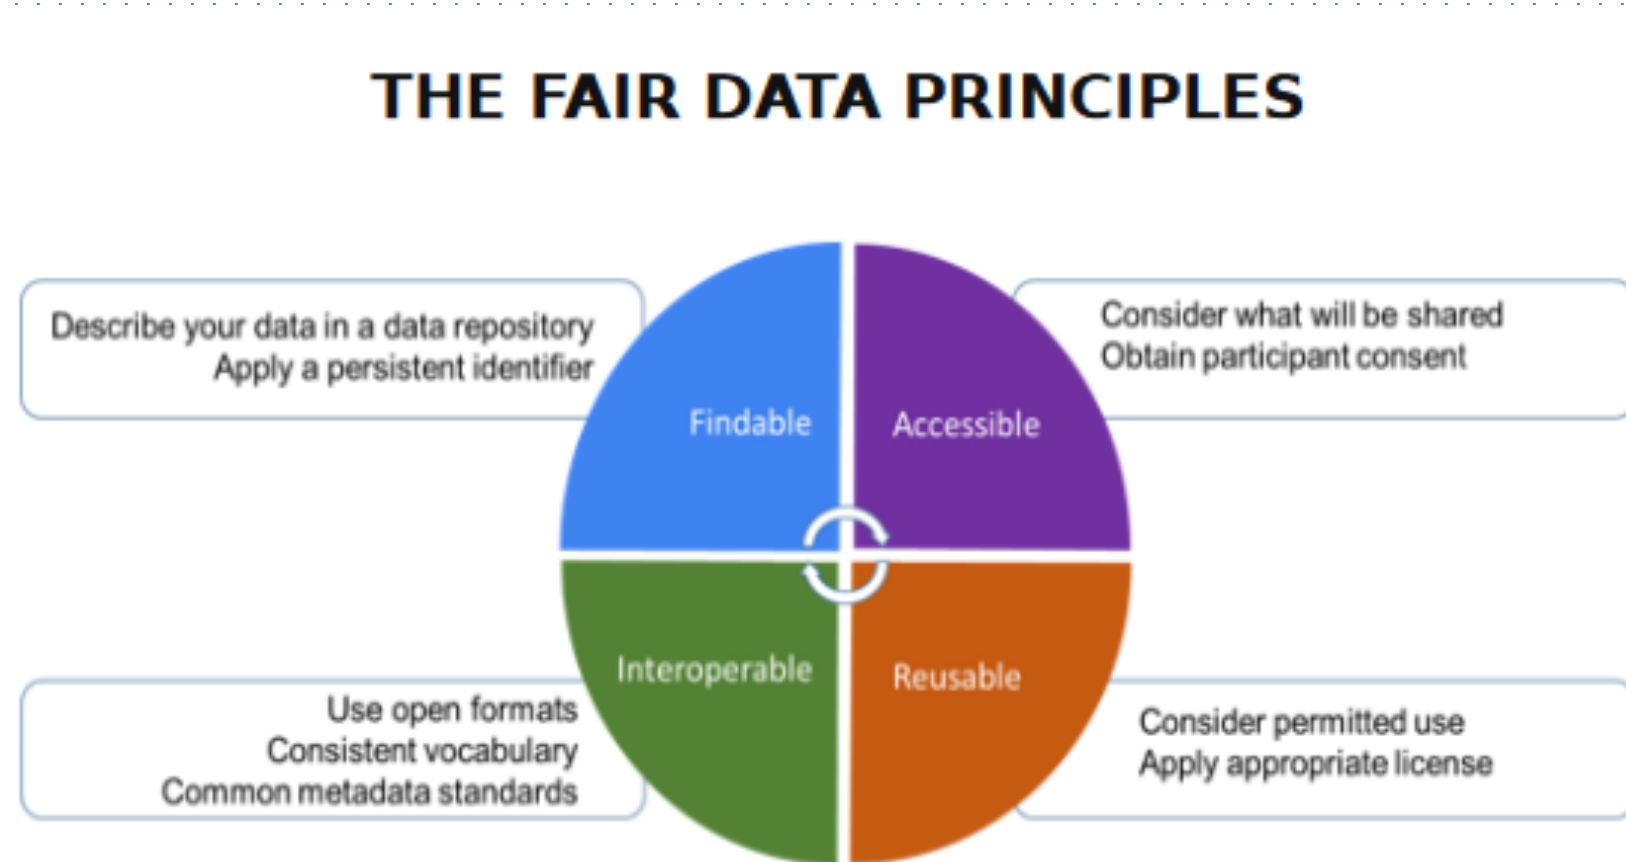 THE FAIR DATA PRINCIPLES
Describe your data in a data repository
Apply a persistent identifier
Findable
Accessible
Consider what will be shared
Obtain participant consent
Use open formats
Consistent vocabulary
Common metadata standards
Interoperable
Reusable
Consider permitted use
Apply appropriate license